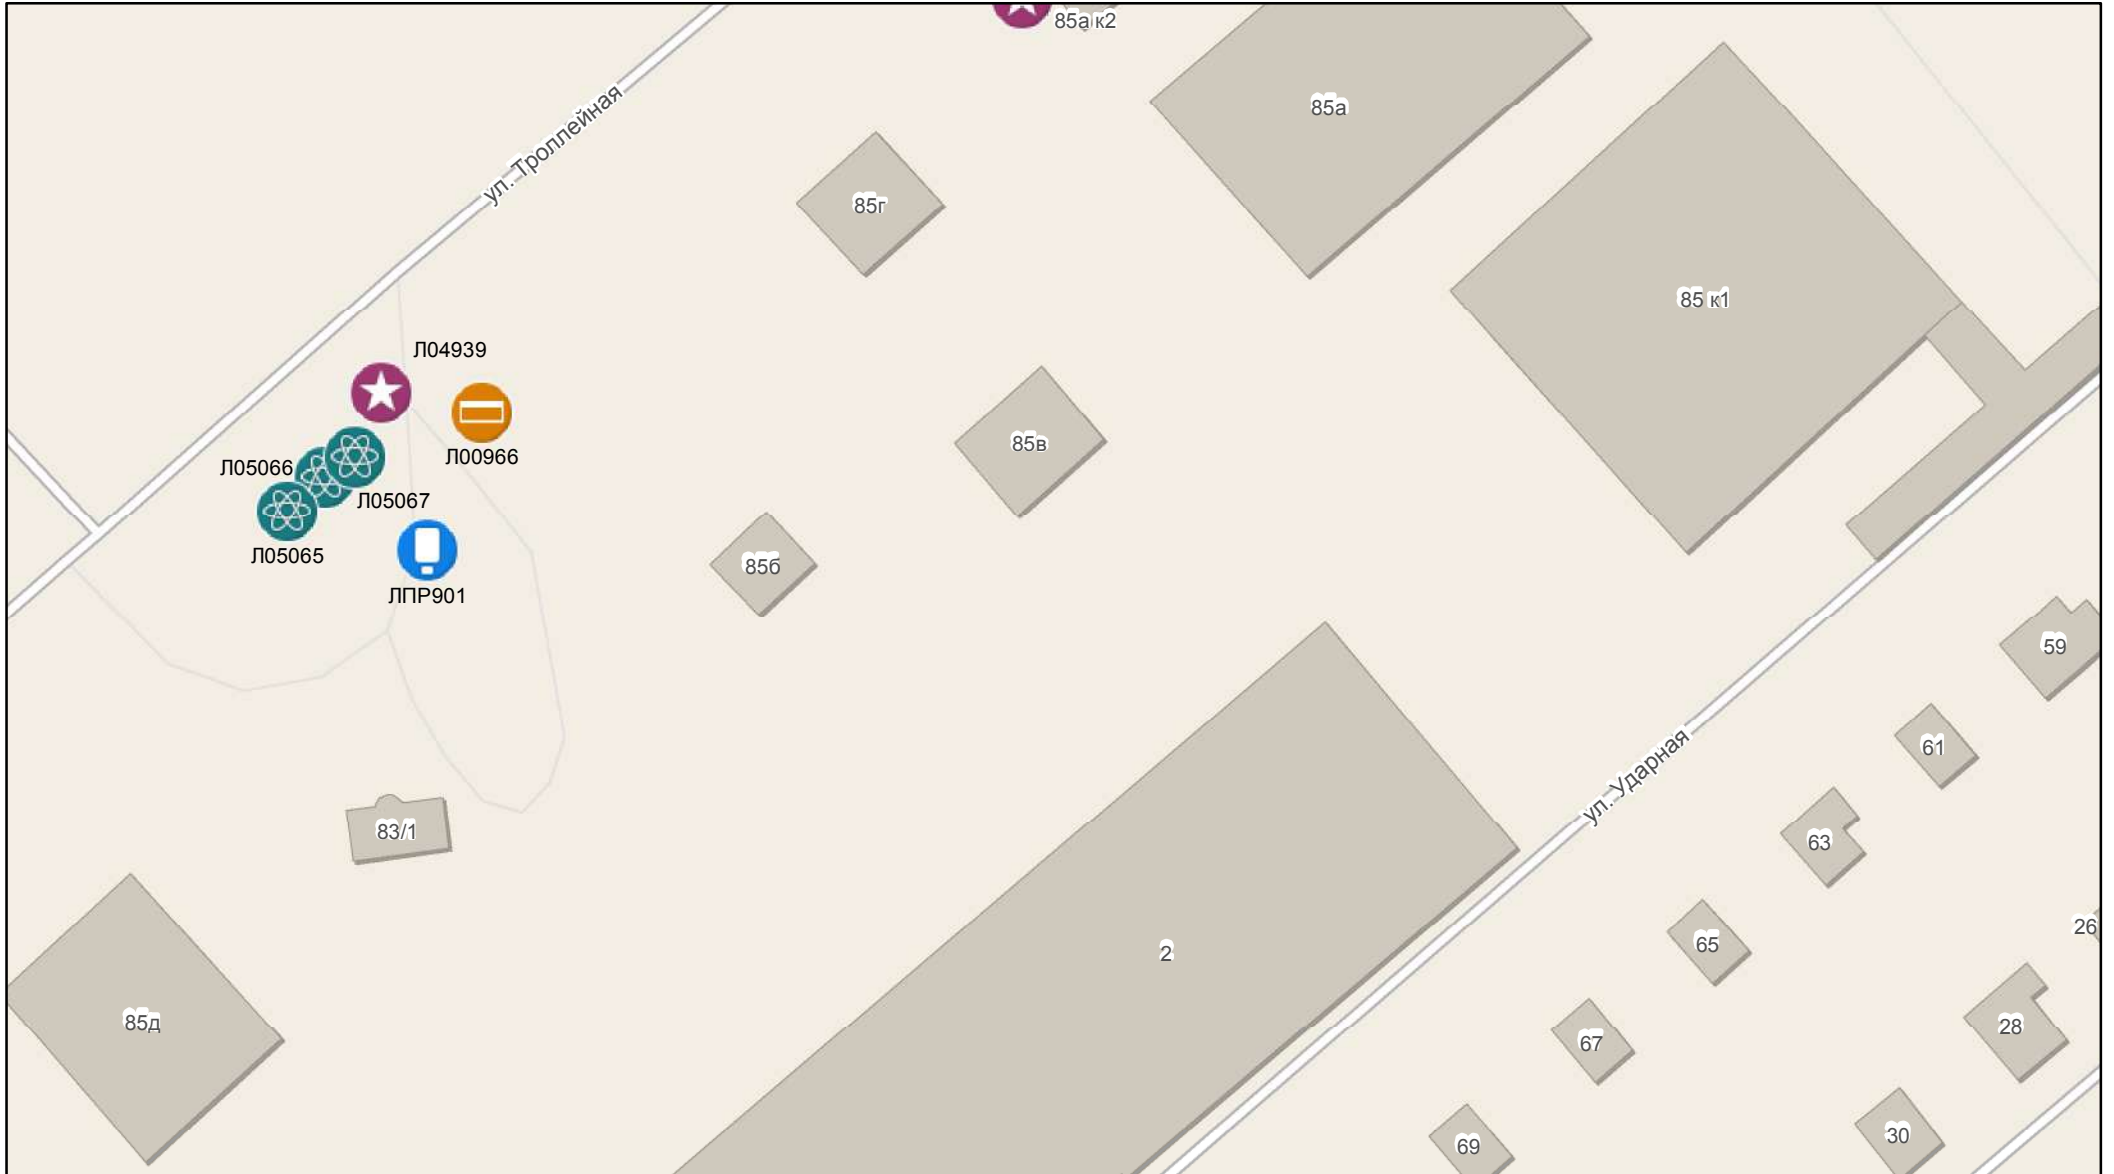 85а к2
ул. Троллейная
85а
85г
85 к1
Л04939
Л00966
85в
Л05066
Л05067
Л05065
85б
ЛПР901
59
ул. Ударная
61
83/1
63
26
65
2
85д
28
67
30
69